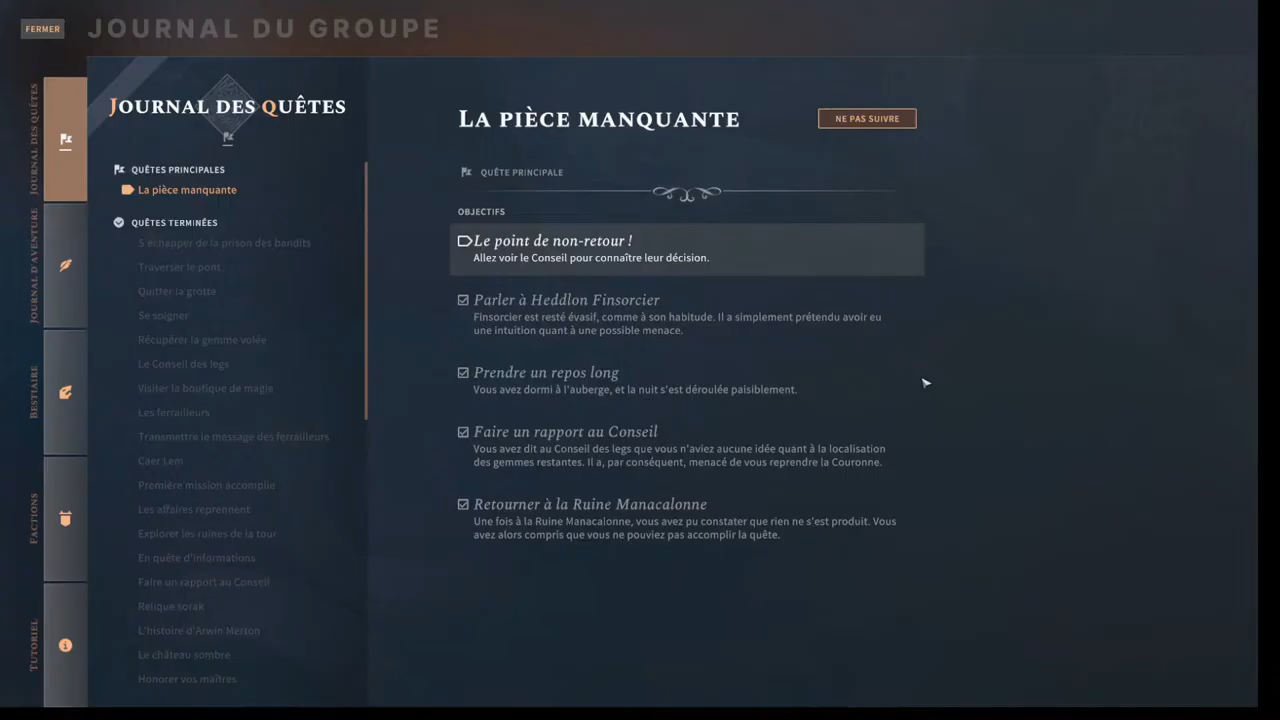 FERMER
JOURNAL DU GROUPE
JOURNAL DES QUÊTES
JOURNAL D'AVENTURE
BESTIAIRE
FACTIONS
TUTORIEL
JOURNAL DES QUÊTES
QUÊTES PRINCIPALES
La pièce manquante
QUÊTES TERMINÉES
S'échapper de la prison des bandits
Traverser le pont
Quitter la grotte
Se soigner
Récupérer la gemme volée
Le Conseil des legs
Visiter la boutique de magie
Les ferrailleurs
Transmettre le message des ferrailleurs
Caer Lem
Première mission accomplie
Les affaires reprennent
Explorer les ruines de la tour
En quête d'informations
Faire un rapport au Conseil
Relique sorak
L'histoire d'Arwin Merton
Le château sombre
Honorer vos maîtres
LA PIÈCE MANQUANTE
NE PAS SUIVRE
QUÊTE PRINCIPALE
OBJECTIFS
Le point de non-retour !
Allez voir le Conseil pour connaître leur décision.
Parler à Heddlon Finsorcier
Finsorcier est resté évasif, comme à son habitude. Il a simplement prétendu avoir eu
une intuition quant à une possible menace.
Prendre un repos long
Vous avez dormi à l'auberge, et la nuit s'est déroulée paisiblement.
Faire un rapport au Conseil
Vous avez dit au Conseil des legs que vous n'aviez aucune idée quant à la localisation
des gemmes restantes. Il a, par conséquent, menacé de vous reprendre la Couronne.
Retourner à la Ruine Manacalonne
Une fois à la Ruine Manacalonne, vous avez pu constater que rien ne s'est produit. Vous
avez alors compris que vous ne pouviez pas accomplir la quête.